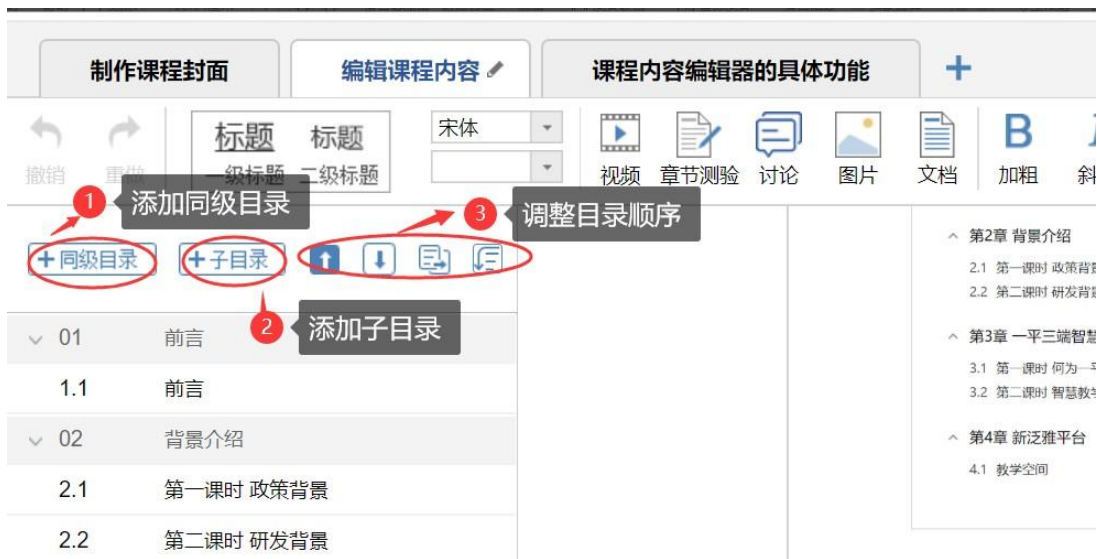 制作课程封面 编辑课程内容 课程内容编辑器的具体功能 +
标题 标题 宋体
撤销 重做 一级标题 二级标题 视频 章节测验 讨论 图片 文档 B 加粗 斜
1 添加同级目录 3 调整目录顺序
+同级目录 +子目录
2 添加子目录
01 前言
1.1 前言
02 背景介绍
2.1 第一课时 政策背景
2.2 第二课时 研发背景
第2章 背景介绍
2.1 第一课时 政策背
2.2 第二课时 研发背
第3章 一平三端智慧
3.1 第一课时 何为一
3.2 第二课时 智慧教
第4章 新泛雅平台
4.1 教学空间